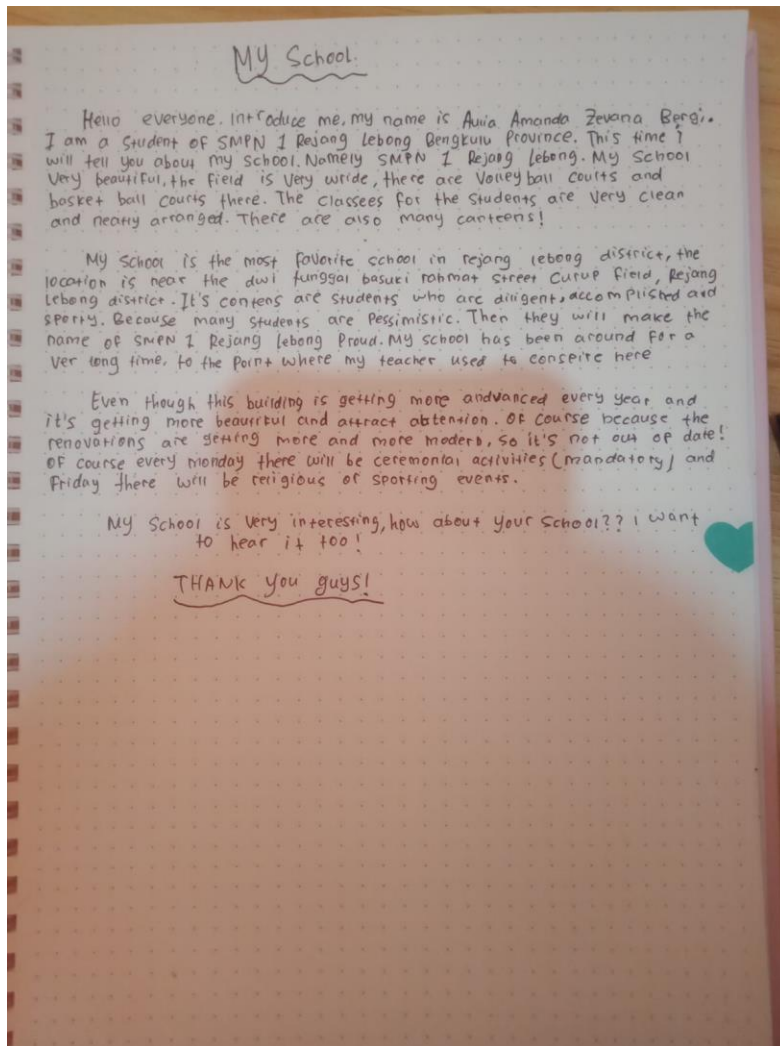 My School.
Hello everyone. Introduce me, my name is Auia Amanda Zevana Bergi.
I am a student of SMPN 1 Rejang Lebong Bengkulu Province. This time I
will tell you about my school. Namely SMPN 1 Rejang Lebong. My School
Very beautiful, the field is very wride, there are Volleyball courts and
basket ball courts there. The classees for the students are very clean
and neatly arranged. There are also many canteens!
My School is the most favorite school in rejang lebong district, the
location is near the dwi tunggal basuki rahmat street Curup field, Rejang
Lebong district. It's contens are students who are diligent, accomplished and
sporty. Because many students are Pessimistic. Then they will make the
name of SMPN 1 Rejang Lebong Proud. My school has been around for a
ver long time, to the point where my teacher used to conspire here
Even though this building is getting more andvanced every year and
it's getting more beautiful and attract abtention. Of course because the
renovations are getting more and more modern, so it's not out of date!
Of course every monday there will be ceremonial activities (mandatory) and
Friday there will be religious or sporting events.
My School is very interesting, how about your school?? I want
to hear it too!
THANK you guys!